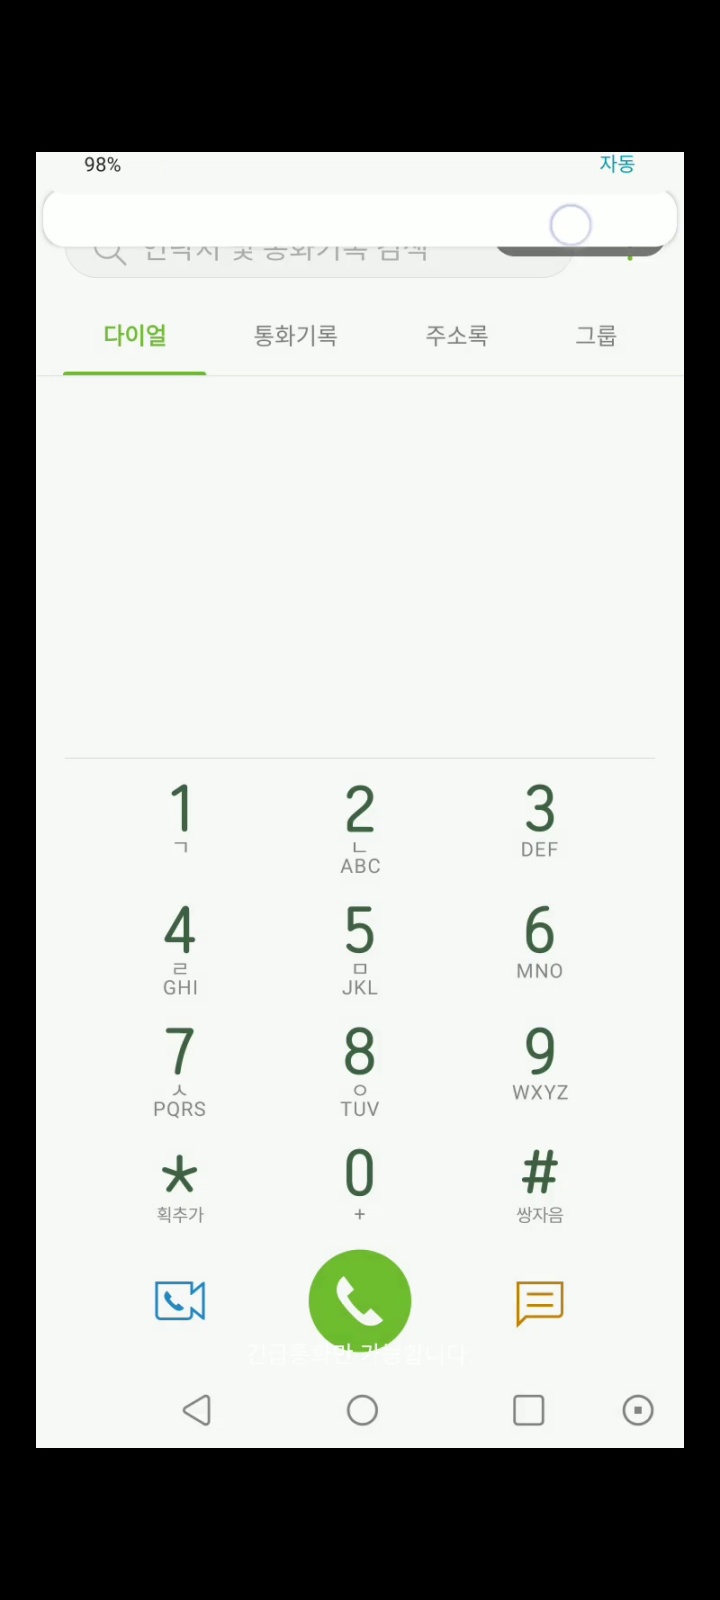 98%
자동
연락처 및 통화기록 검색
다이얼 통화기록 주소록 그룹
1 2 3
ㄱ ㄴ DEF
ABC
4 5 6
ㄹ ㅁ MNO
GHI JKL
7 8 9
ㅅ ㅇ WXYZ
PQRS TUV
* 0 #
획추가 + 쌍자음
긴급통화만 가능합니다